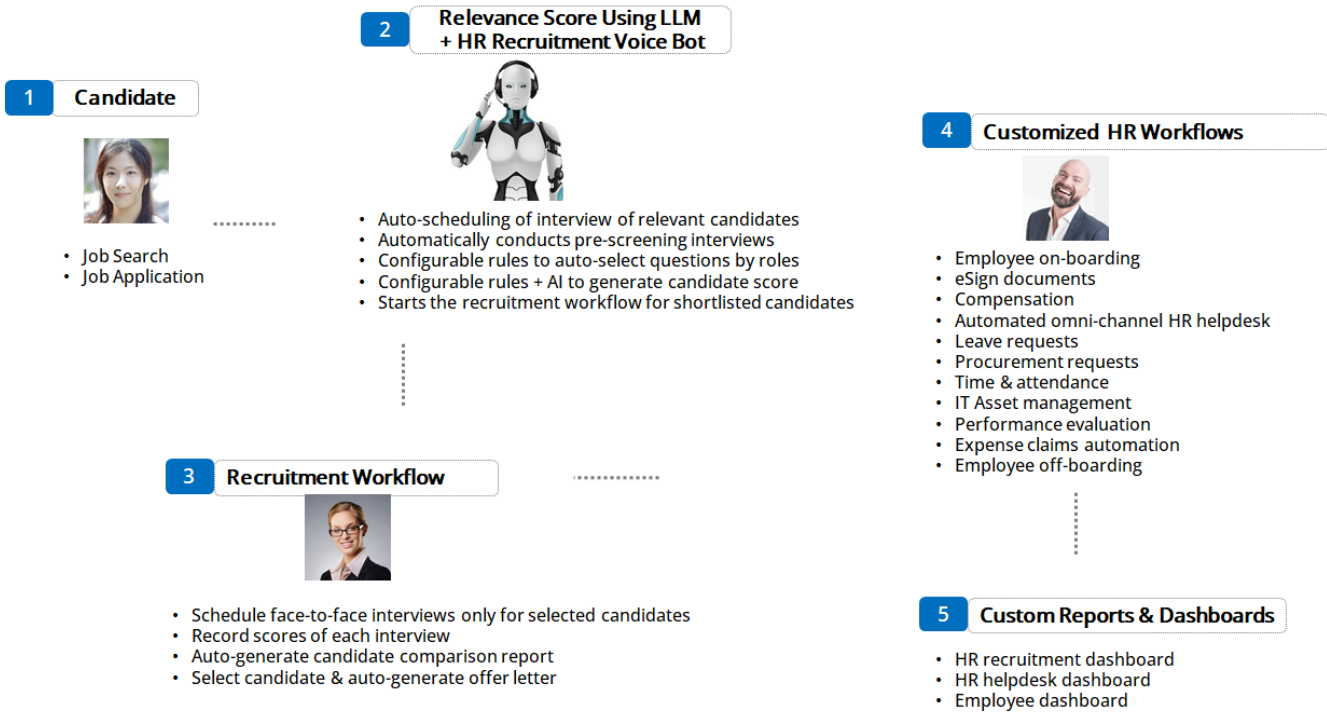 1 Candidate
• Job Search
• Job Application
2 Relevance Score Using LLM
+ HR Recruitment Voice Bot
• Auto-scheduling of interview of relevant candidates
• Automatically conducts pre-screening interviews
• Configurable rules to auto-select questions by roles
• Configurable rules + AI to generate candidate score
• Starts the recruitment workflow for shortlisted candidates
3 Recruitment Workflow
• Schedule face-to-face interviews only for selected candidates
• Record scores of each interview
• Auto-generate candidate comparison report
• Select candidate & auto-generate offer letter
4 Customized HR Workflows
• Employee on-boarding
• eSign documents
• Compensation
• Automated omni-channel HR helpdesk
• Leave requests
• Procurement requests
• Time & attendance
• IT Asset management
• Performance evaluation
• Expense claims automation
• Employee off-boarding
5 Custom Reports & Dashboards
• HR recruitment dashboard
• HR helpdesk dashboard
• Employee dashboard